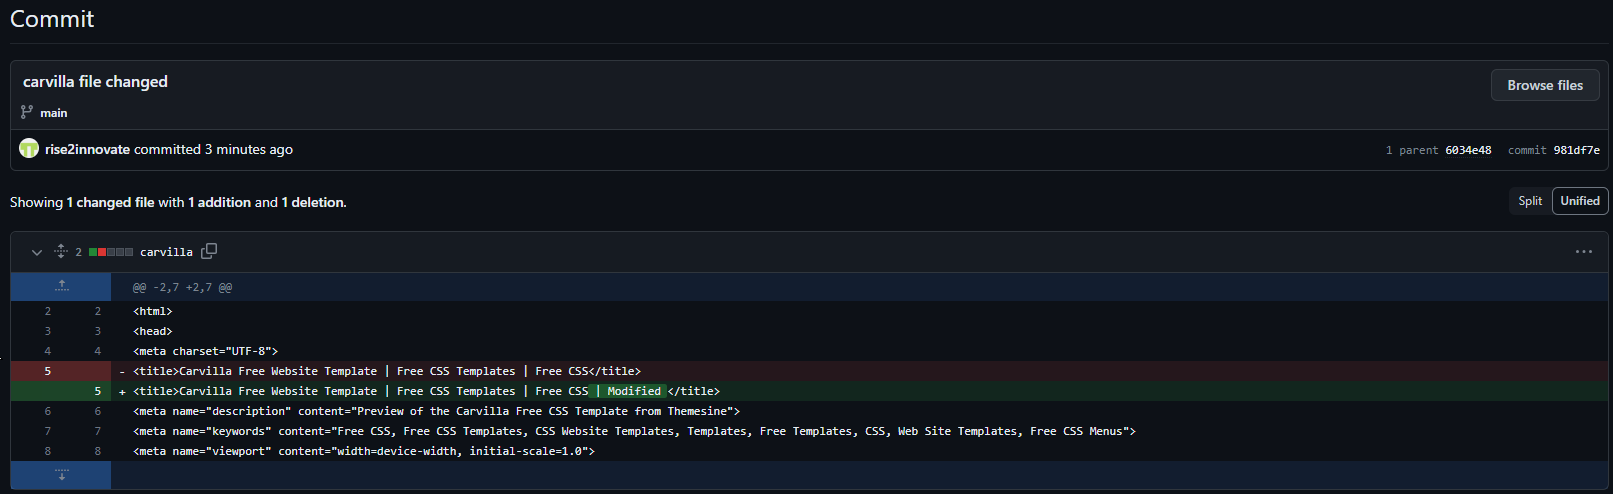 Commit
carvilla file changed
Browse files
main
rise2innovate committed 3 minutes ago
1 parent 6034e48 commit 981df7e
Showing 1 changed file with 1 addition and 1 deletion.
Split Unified
2 carvilla
@@ -2,7 +2,7 @@
2 2 <html>
3 3 <head>
4 4 <meta charset="UTF-8">
5 - <title>Carvilla Free Website Template | Free CSS Templates | Free CSS</title>
5 + <title>Carvilla Free Website Template | Free CSS Templates | Free CSS | Modified </title>
6 6 <meta name="description" content="Preview of the Carvilla Free CSS Template from Themesine">
7 7 <meta name="keywords" content="Free CSS, Free CSS Templates, CSS Website Templates, Templates, Free Templates, CSS, Web Site Templates, Free CSS Menus">
8 8 <meta name="viewport" content="width=device-width, initial-scale=1.0">